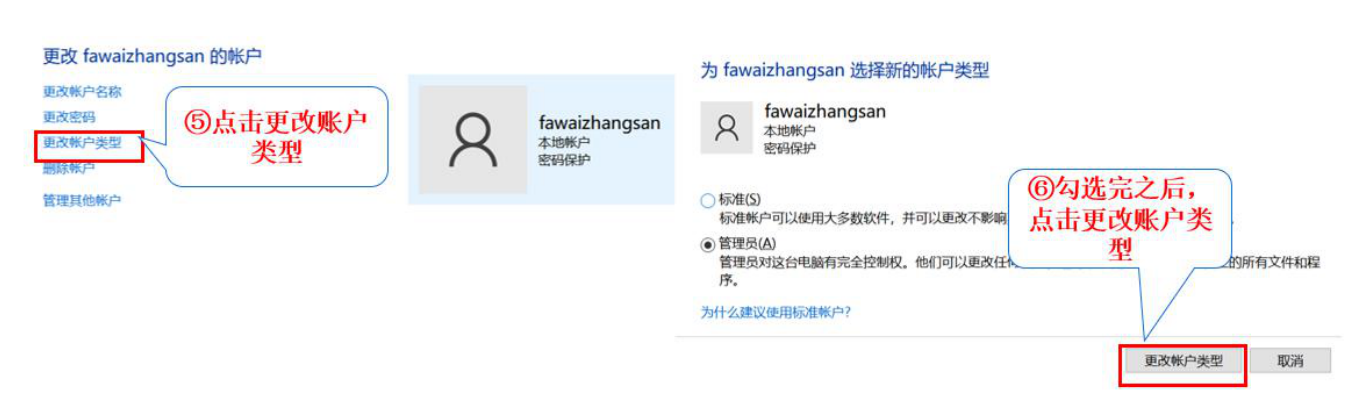 更改 fawaizhangsan 的帐户
更改帐户名称
更改密码
更改帐户类型
删除帐户
管理其他帐户
⑤点击更改账户
类型
fawaizhangsan
本地帐户
密码保护
为 fawaizhangsan 选择新的帐户类型
fawaizhangsan
本地帐户
密码保护
标准(S)
标准帐户可以使用大多数软件，并可以更改不影响
管理员(A)
管理员对这台电脑有完全控制权。他们可以更改任
的所有文件和程
序。
⑥勾选完之后，
点击更改账户类
型
为什么建议使用标准帐户?
更改帐户类型
取消